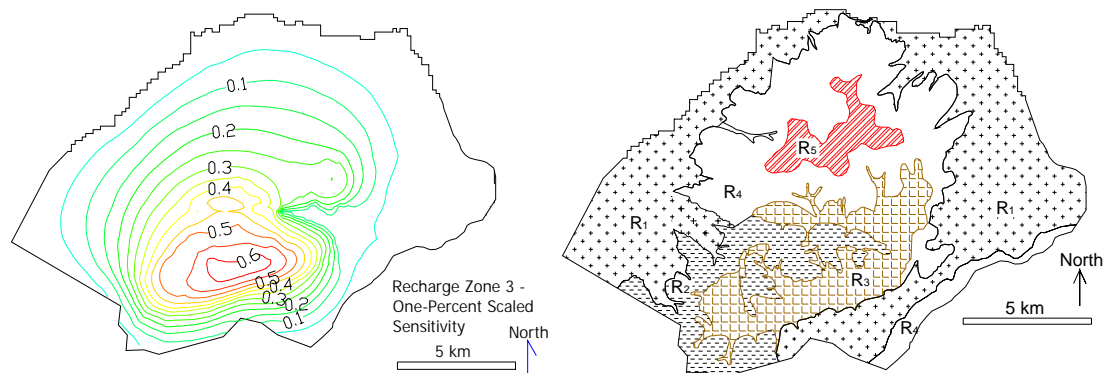 0.1
0.2
0.3
0.4
0.5
0.6
0.5
0.4
0.3
0.2
0.1
Recharge Zone 3 -
One-Percent Scaled
Sensitivity
North
5 km
R5
R4
R1
R1
R2
R3
R4
North
5 km